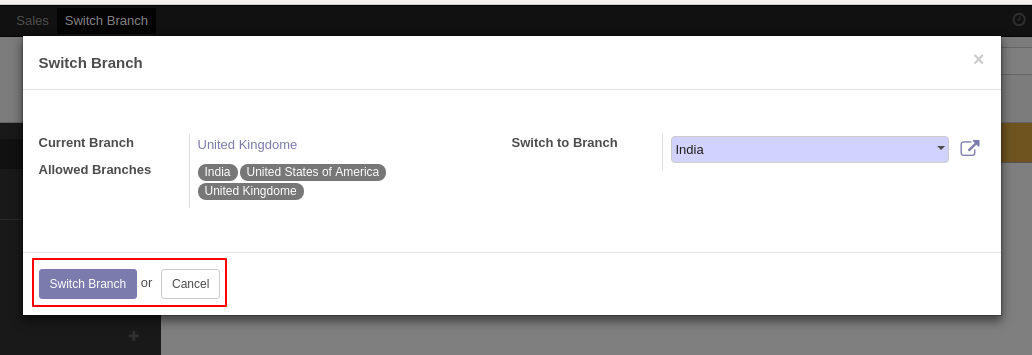 Sales Switch Branch
Switch Branch ×
Current Branch United Kingdome Switch to Branch India
Allowed Branches India United States of America
United Kingdome
Switch Branch or Cancel